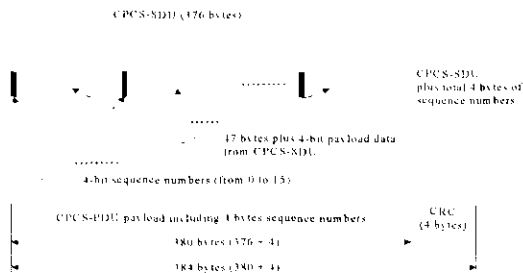 CPCS-SDU (376 bytes)
CPCS-SDU
plus total 4 bytes of
sequence numbers
47 bytes plus 4-bit payload data
from CPCS-SDU
4-bit sequence numbers (from 0 to 15)
CPCS-PDU payload including 4 bytes sequence numbers
CRC
(4 bytes)
380 bytes (376 + 4)
384 bytes (380 + 4)